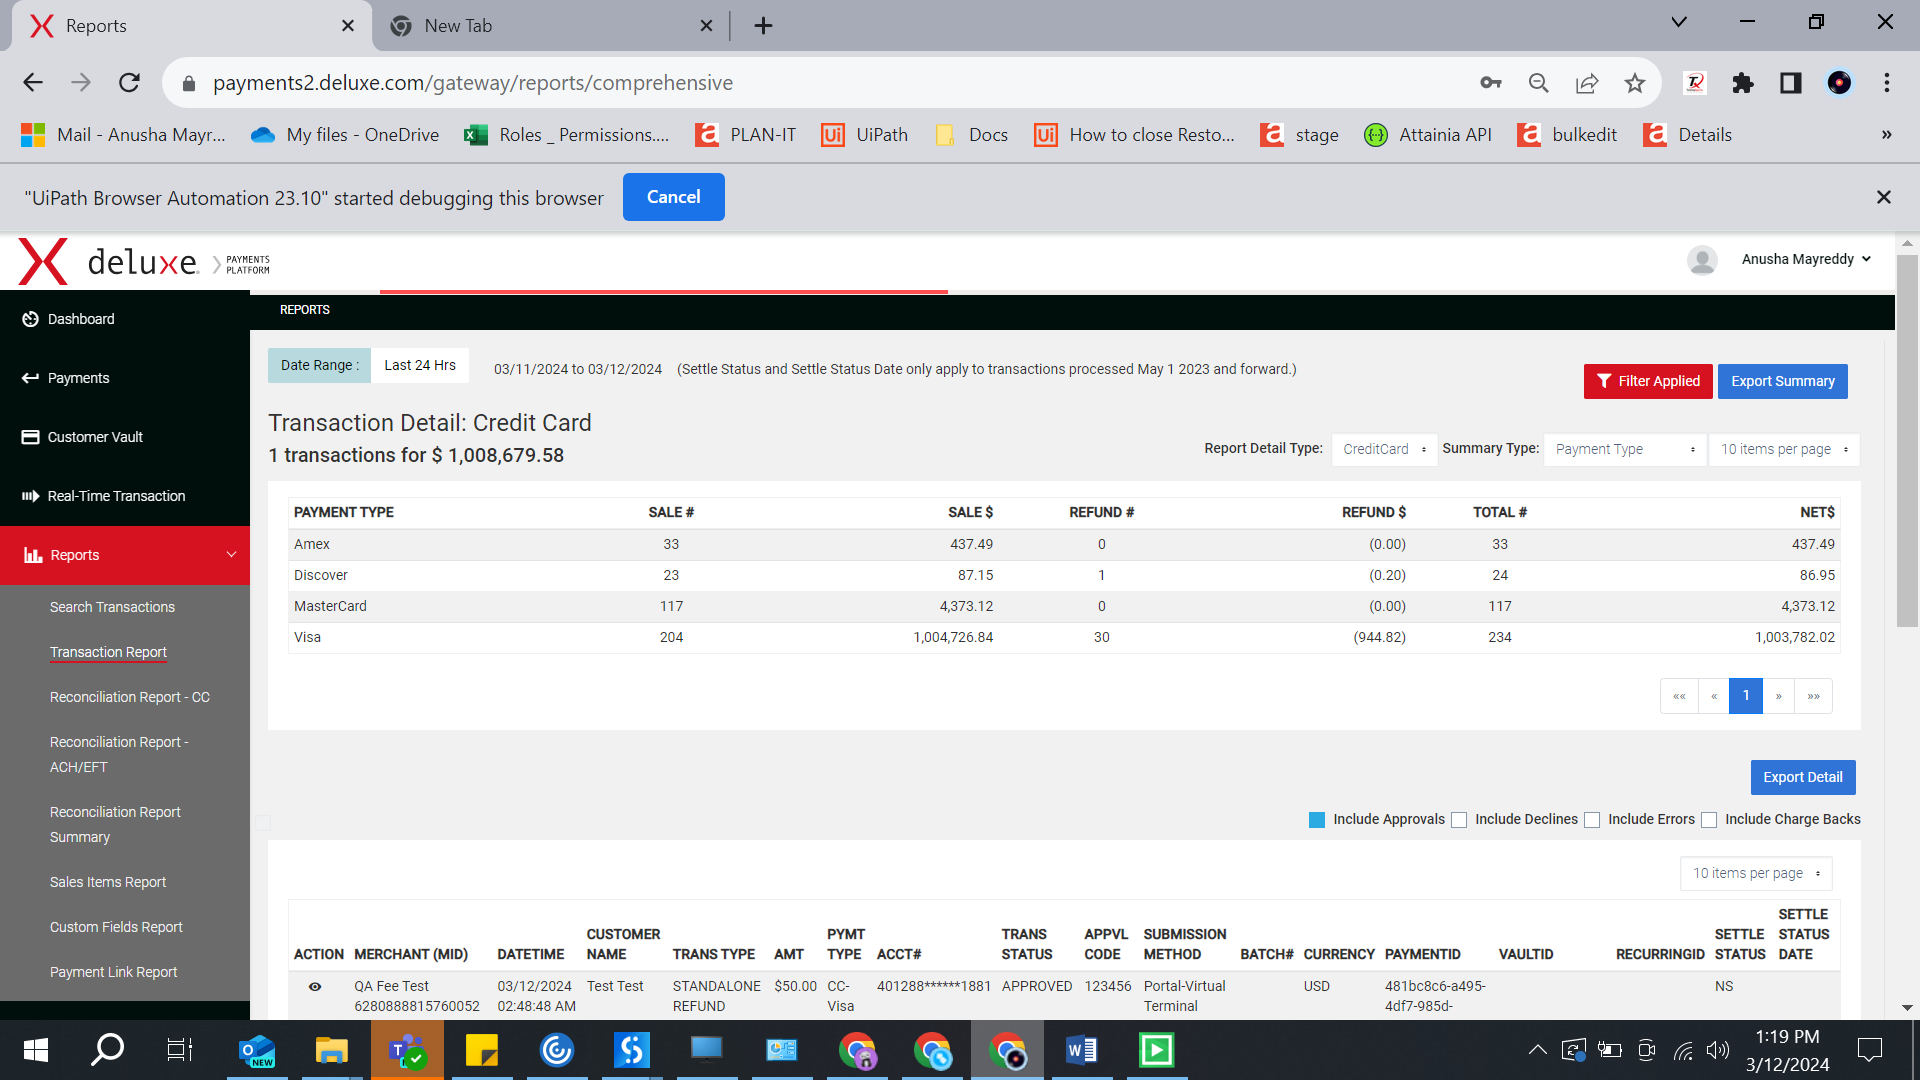 Reports
New Tab
payments2.deluxe.com/gateway/reports/comprehensive
Mail - Anusha Mayr...
My files - OneDrive
Roles _ Permissions....
PLAN-IT
UiPath
Docs
How to close Resto...
stage
Attainia API
bulkedit
Details
»
"UiPath Browser Automation 23.10" started debugging this browser
Cancel
deluxe. PAYMENTS PLATFORM
Anusha Mayreddy
Dashboard
Payments
Customer Vault
Real-Time Transaction
Reports
Search Transactions
Transaction Report
Reconciliation Report - CC
Reconciliation Report -
ACH/EFT
Reconciliation Report
Summary
Sales Items Report
Custom Fields Report
Payment Link Report
REPORTS
Date Range : Last 24 Hrs 03/11/2024 to 03/12/2024 (Settle Status and Settle Status Date only apply to transactions processed May 1 2023 and forward.)
Filter Applied Export Summary
Transaction Detail: Credit Card
1 transactions for $ 1,008,679.58
Report Detail Type: CreditCard Summary Type: Payment Type 10 items per page
PAYMENT TYPE SALE # SALE $ REFUND # REFUND $ TOTAL # NET$
Amex 33 437.49 0 (0.00) 33 437.49
Discover 23 87.15 1 (0.20) 24 86.95
MasterCard 117 4,373.12 0 (0.00) 117 4,373.12
Visa 204 1,004,726.84 30 (944.82) 234 1,003,782.02
«« « 1 » »»
Export Detail
Include Approvals Include Declines Include Errors Include Charge Backs
10 items per page
ACTION MERCHANT (MID) DATETIME CUSTOMER NAME TRANS TYPE AMT PYMT TYPE ACCT# TRANS STATUS APPVL CODE SUBMISSION METHOD BATCH# CURRENCY PAYMENTID VAULTID RECURRINGID SETTLE STATUS SETTLE STATUS DATE
QA Fee Test 03/12/2024 Test Test STANDALONE $50.00 CC- 401288******1881 APPROVED 123456 Portal-Virtual USD 481bc8c6-a495- NS
6280888815760052 02:48:48 AM REFUND Visa Terminal 4df7-985d-
NEW
1:19 PM
3/12/2024